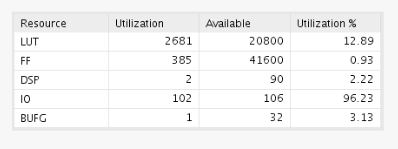 Resource Utilization Available Utilization %
LUT 2681 20800 12.89
FF 385 41600 0.93
DSP 2 90 2.22
IO 102 106 96.23
BUFG 1 32 3.13